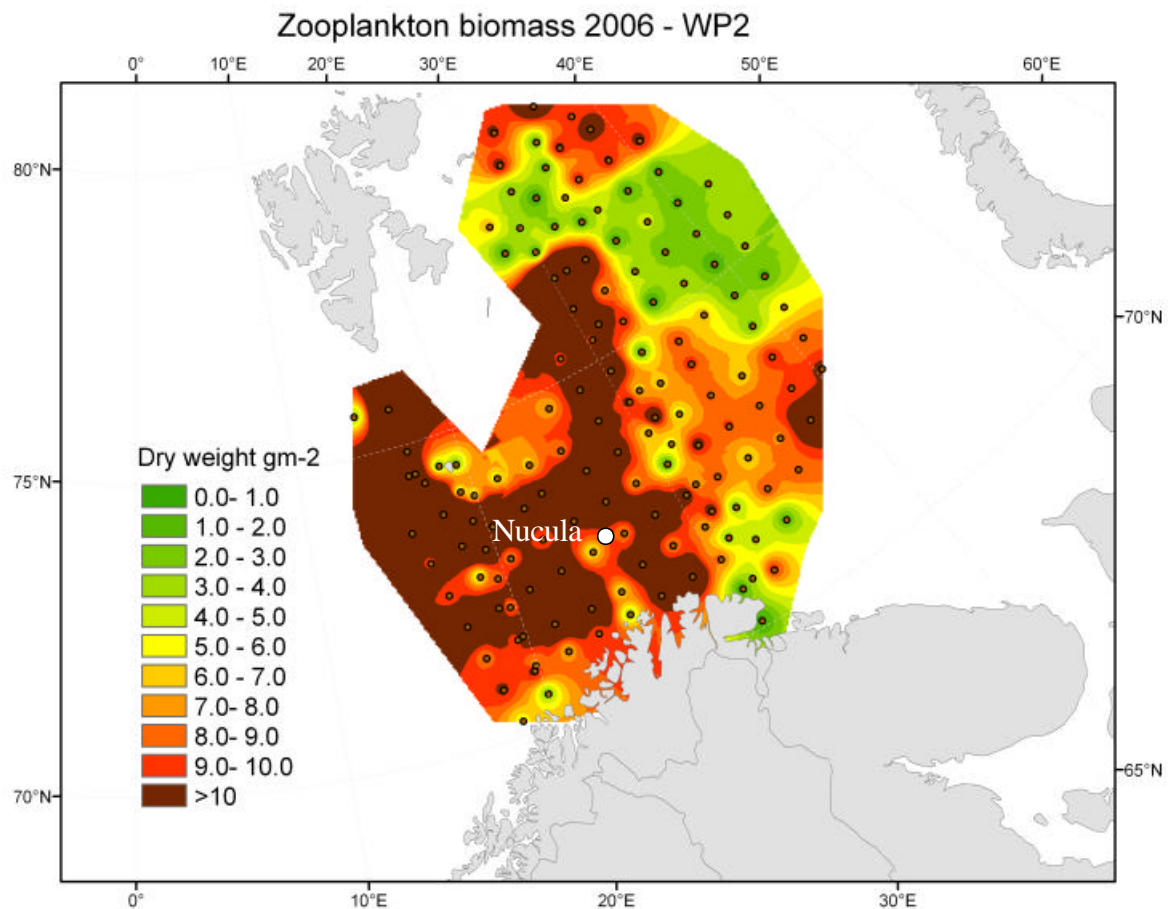 Zooplankton biomass 2006 - WP2
0° 10°E 20°E 30°E 40°E 50°E 60°E
80°N
70°N
Dry weight gm-2
0.0- 1.0
1.0 - 2.0
2.0 - 3.0
3.0 - 4.0
4.0 - 5.0
5.0 - 6.0
6.0 - 7.0
7.0- 8.0
8.0 - 9.0
9.0- 10.0
>10
75°N
Nucula
65°N
70°N
0° 10°E 20°E 30°E